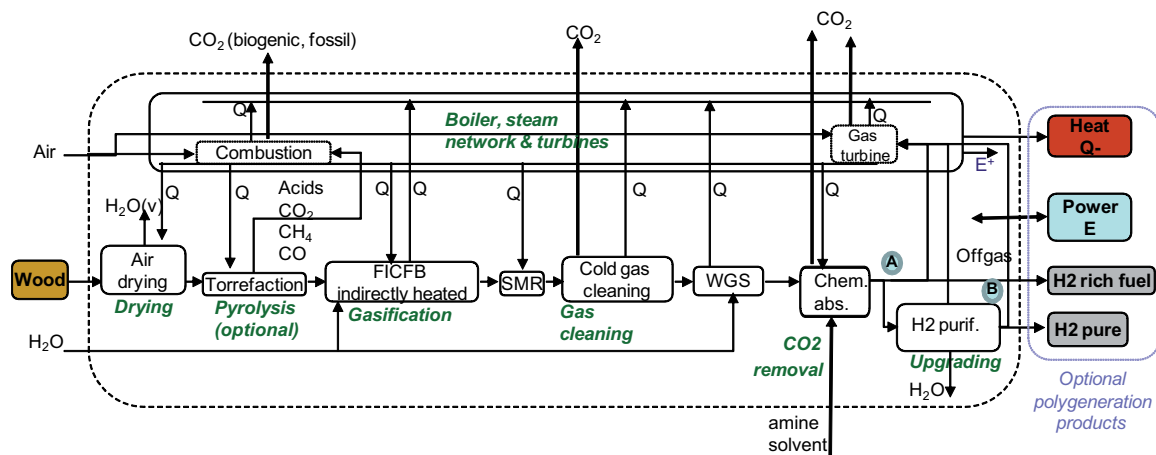 CO2 (biogenic, fossil)
CO2
CO2
Q
Q
Q
Q
Q
Boiler, steam
network & turbines
Gas
turbine
Air
Combustion
Heat
Q-
E+
Q
Q
Q
Q
Q
Q
Acids
CO2
CH4
CO
H2O(v)
Power
E
Offgas
Wood
Air
drying
Torrefaction
FICFB
indirectly heated
SMR
Cold gas
cleaning
WGS
Chem.
abs.
A
B
H2 rich fuel
Drying
Pyrolysis
(optional)
Gasification
Gas
cleaning
CO2
removal
H2 purif.
H2 pure
H2O
Upgrading
H2O
Optional
polygeneration
products
amine
solvent